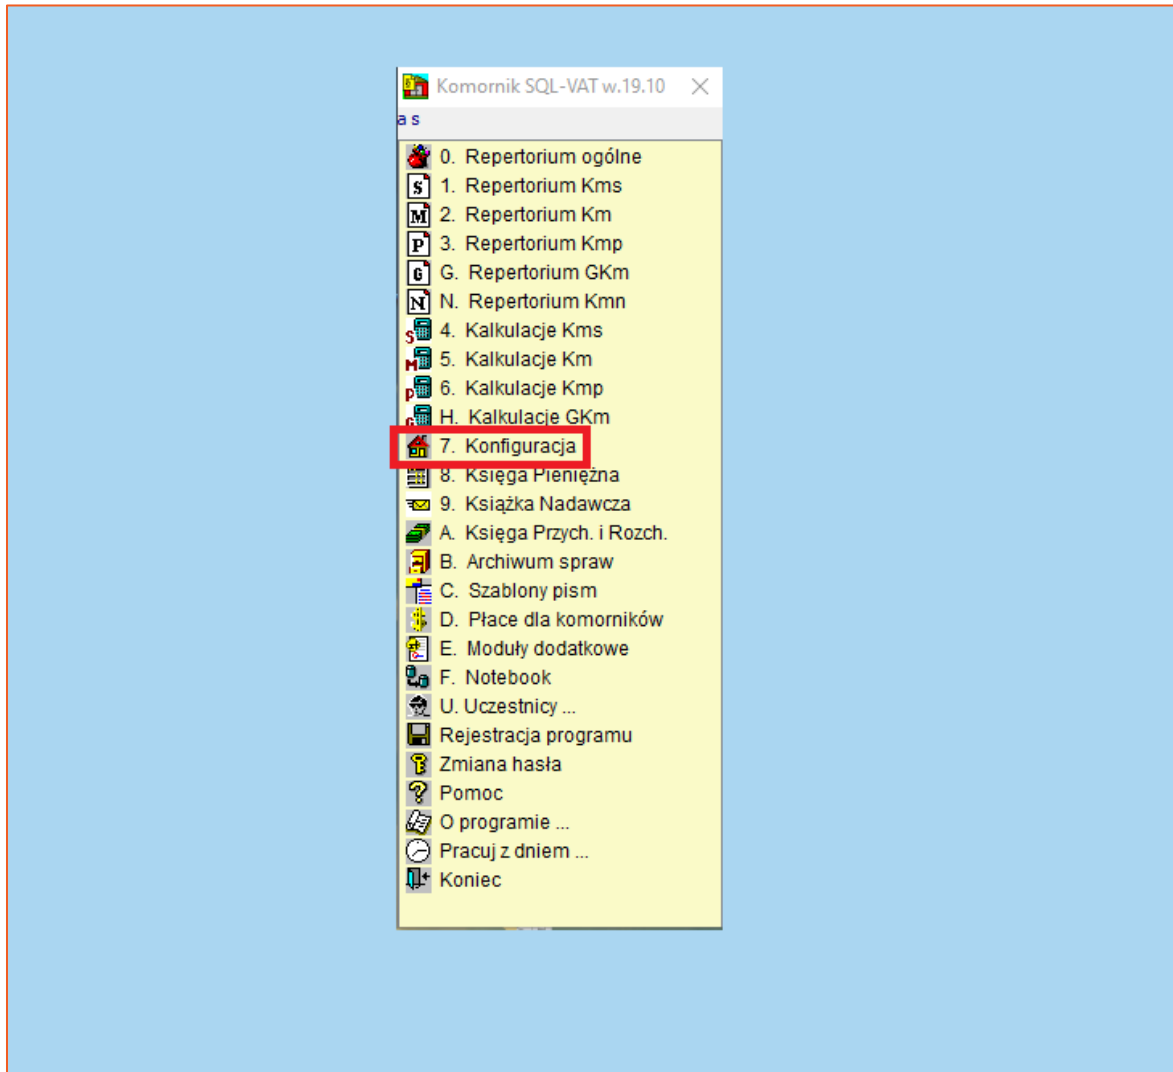 Komornik SQL-VAT w.19.10
a s
0. Repertorium ogólne
1. Repertorium Kms
2. Repertorium Km
3. Repertorium Kmp
G. Repertorium GKm
N. Repertorium Kmn
4. Kalkulacje Kms
5. Kalkulacje Km
6. Kalkulacje Kmp
H. Kalkulacje GKm
7. Konfiguracja
8. Księga Pieniężna
9. Książka Nadawcza
A. Księga Przych. i Rozch.
B. Archiwum spraw
C. Szablony pism
D. Płace dla komorników
E. Moduły dodatkowe
F. Notebook
U. Uczestnicy ...
Rejestracja programu
Zmiana hasła
Pomoc
O programie ...
Pracuj z dniem ...
Koniec